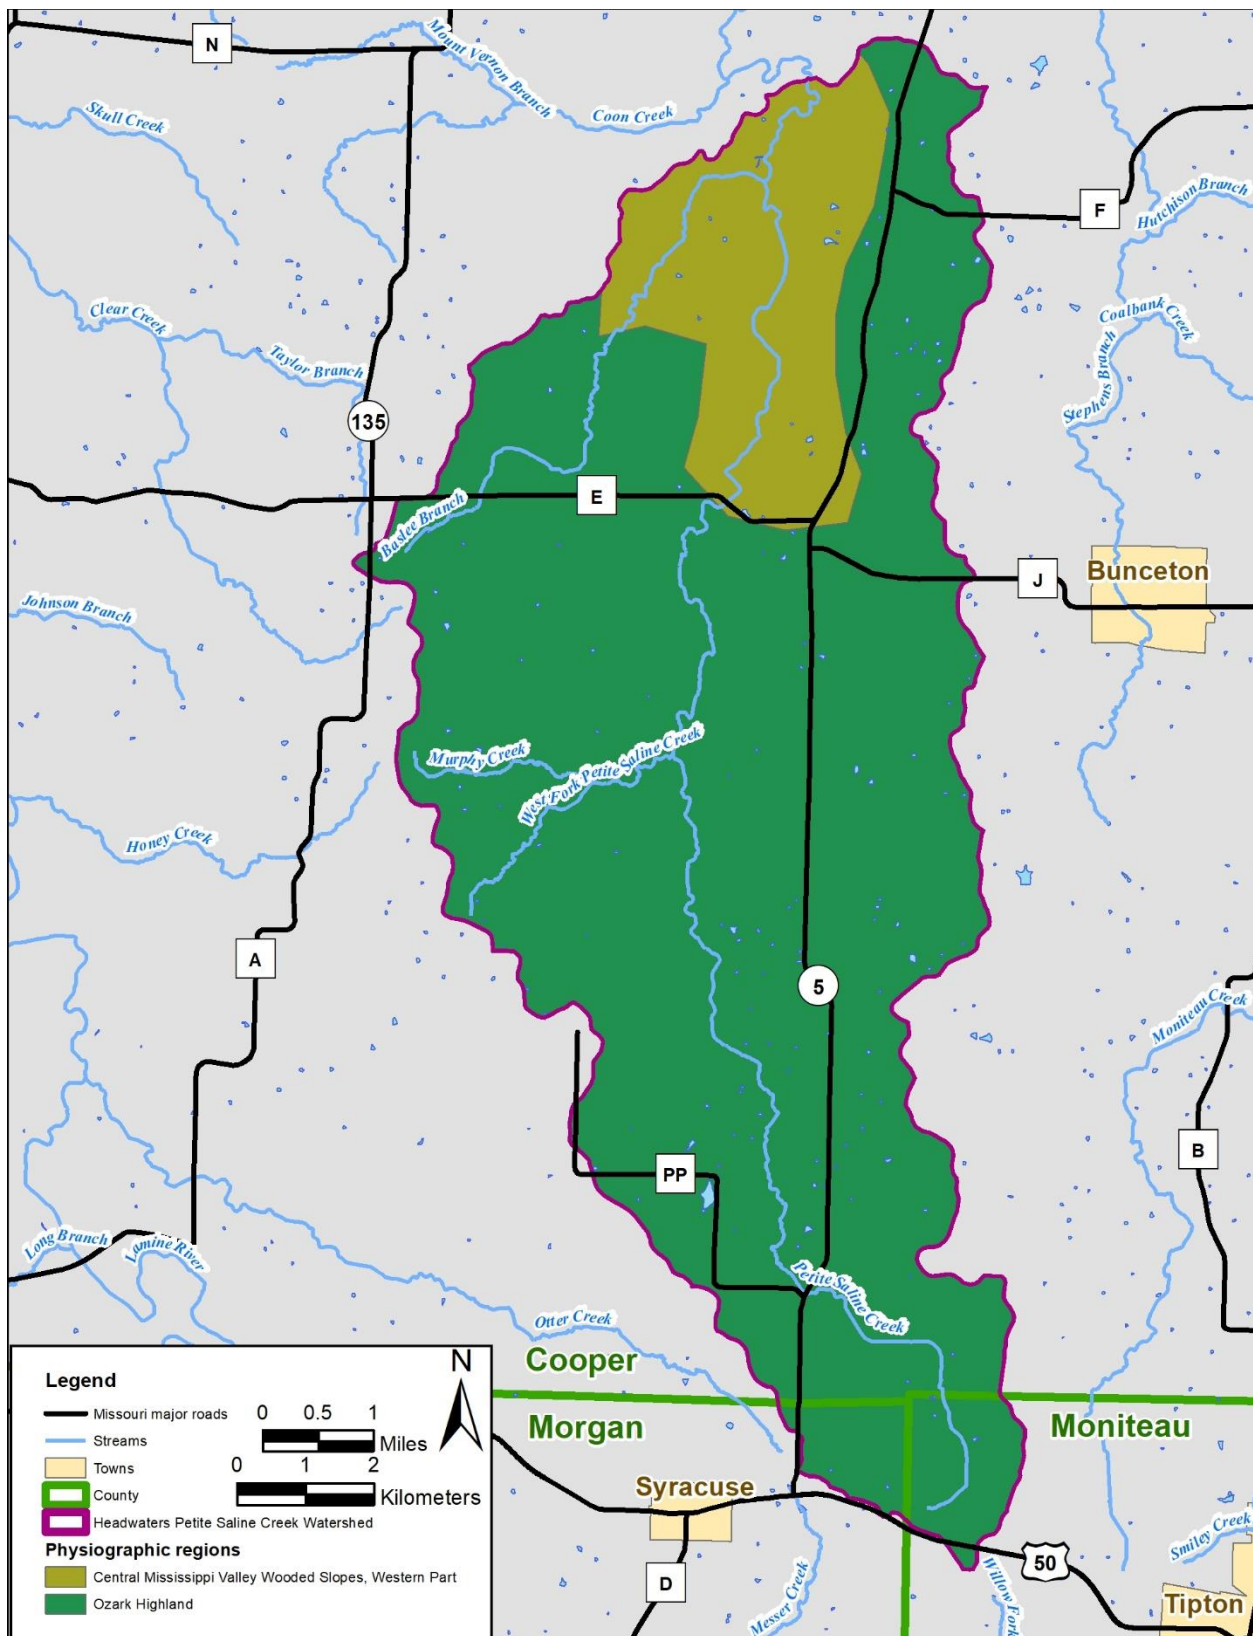 N
Mount Vernon Branch
Skull Creek
Coon Creek
F
Hutchison Branch
Clear Creek
Taylor Branch
Coalbank Creek
Stephens Branch
135
E
Baslee Branch
J
Bunceton
Johnson Branch
Murphy Creek
West Fork Petite Saline Creek
Honey Creek
A
5
Moniteau Creek
B
PP
Long Branch
Lamine River
Petite Saline Creek
Otter Creek
Cooper
Morgan
Moniteau
Syracuse
50
Smiley Creek
D
Messer Creek
Willow Fork
Tipton
Legend
N
Missouri major roads
0 0.5 1
Miles
Streams
Towns
0 1 2
Kilometers
County
Headwaters Petite Saline Creek Watershed
Physiographic regions
Central Mississippi Valley Wooded Slopes, Western Part
Ozark Highland